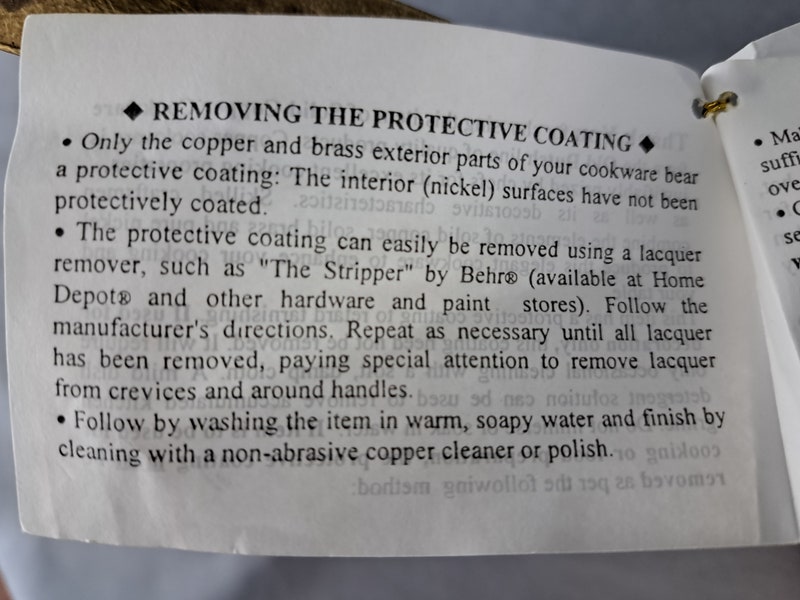 ◆ REMOVING THE PROTECTIVE COATING ◆
• Only the copper and brass exterior parts of your cookware bear
a protective coating: The interior (nickel) surfaces have not been
protectively coated.
• The protective coating can easily be removed using a lacquer
remover, such as "The Stripper" by Behr® (available at Home
Depot® and other hardware and paint stores). Follow the
manufacturer's directions. Repeat as necessary until all lacquer
has been removed, paying special attention to remove lacquer
from crevices and around handles.
• Follow by washing the item in warm, soapy water and finish by
cleaning with a non-abrasive copper cleaner or polish.